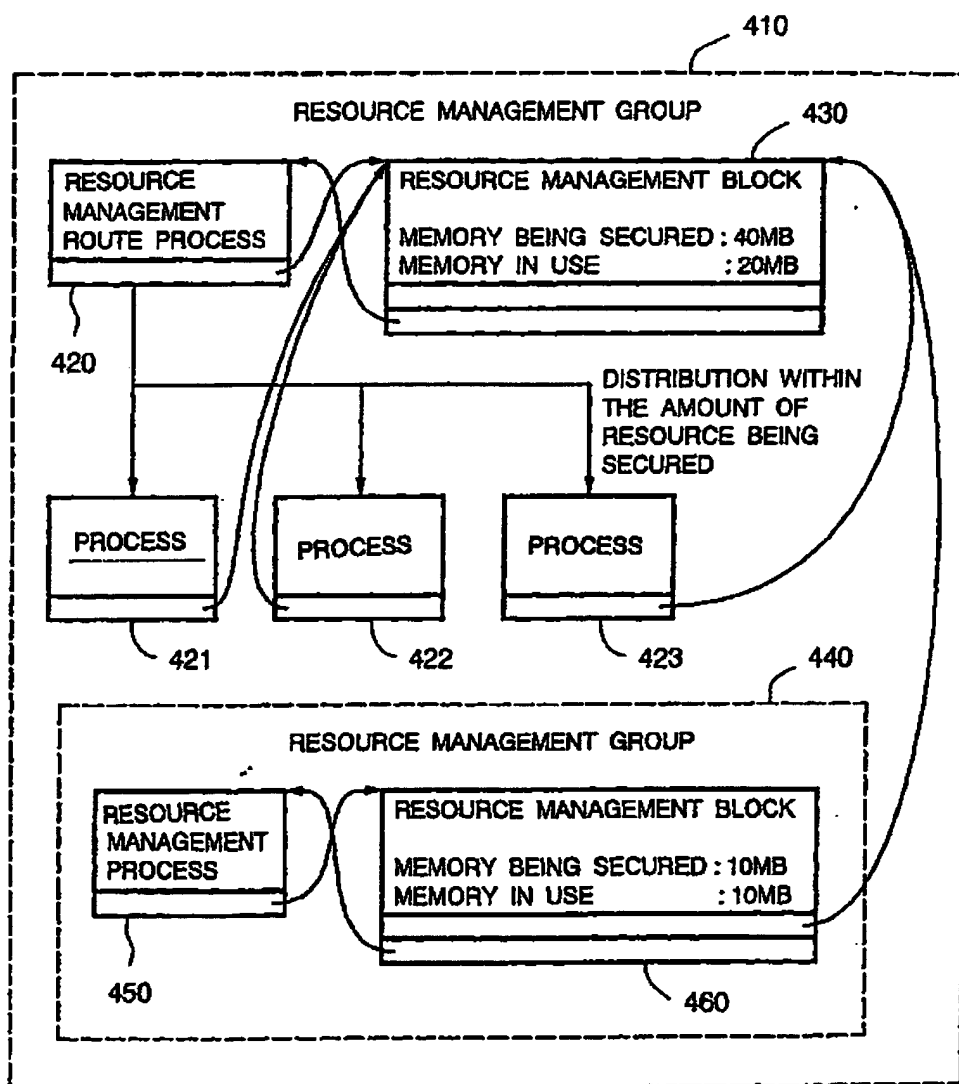 410
RESOURCE MANAGEMENT GROUP
430
RESOURCE
MANAGEMENT
ROUTE PROCESS
RESOURCE MANAGEMENT BLOCK
MEMORY BEING SECURED : 40MB
MEMORY IN USE : 20MB
420
DISTRIBUTION WITHIN
THE AMOUNT OF
RESOURCE BEING
SECURED
PROCESS
PROCESS
PROCESS
421
422
423
440
RESOURCE MANAGEMENT GROUP
RESOURCE
MANAGEMENT
PROCESS
RESOURCE MANAGEMENT BLOCK
MEMORY BEING SECURED : 10MB
MEMORY IN USE : 10MB
450
460